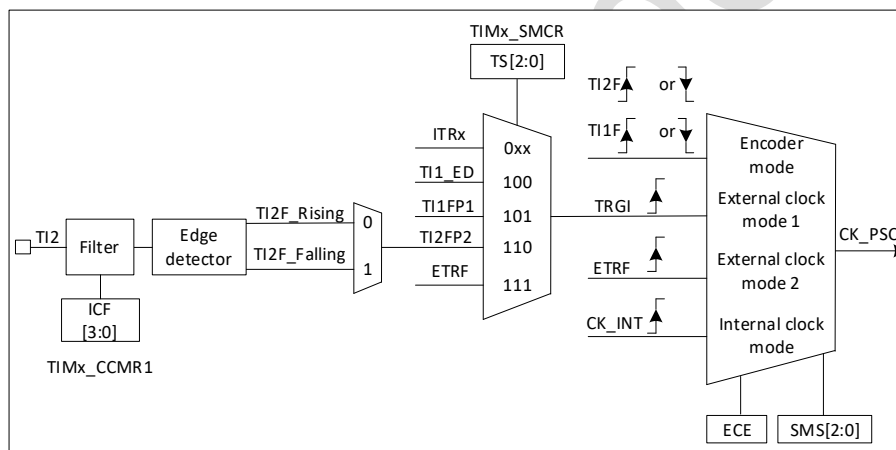 TIMx_SMCR
TS[2:0]
TI2F or
TI1F or
ITRx
0xx
Encoder
mode
TI1_ED
100
TI2F_Rising
0
TI1FP1
101
TRGI
External clock
mode 1
TI2
Filter
Edge
detector
TI2F_Falling
1
TI2FP2
110
CK_PSC
ETRF
111
ETRF
External clock
mode 2
ICF
[3:0]
CK_INT
Internal clock
mode
TIMx_CCMR1
ECE
SMS[2:0]